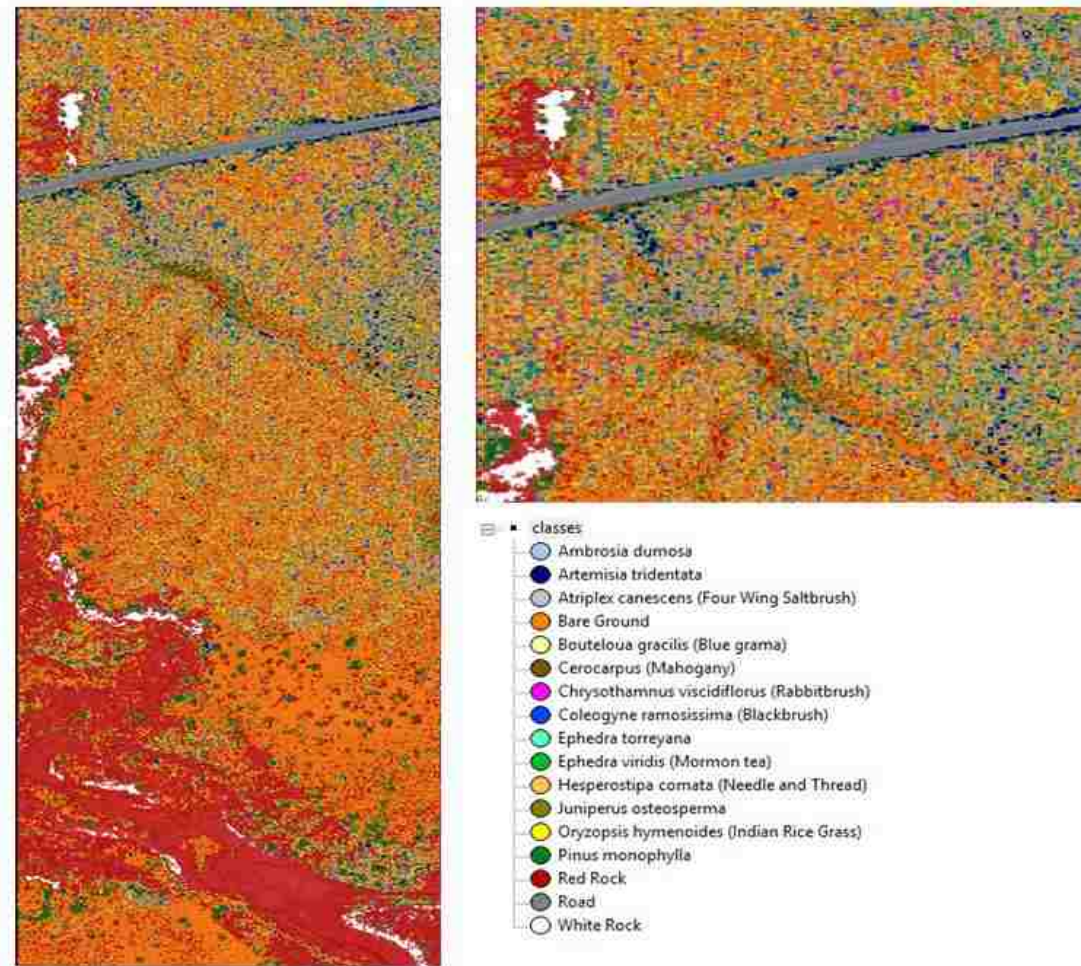 classes
Ambrosia dumosa
Artemisia tridentata
Atriplex canescens (Four Wing Saltbrush)
Bare Ground
Bouteloua gracilis (Blue grama)
Cerocarpus (Mahogany)
Chrysothamnus viscidiflorus (Rabbitbrush)
Coleogyne ramosissima (Blackbrush)
Ephedra torreyana
Ephedra viridis (Mormon tea)
Hesperostipa comata (Needle and Thread)
Juniperus osteosperma
Oryzopsis hymenoides (Indian Rice Grass)
Pinus monophylla
Red Rock
Road
White Rock